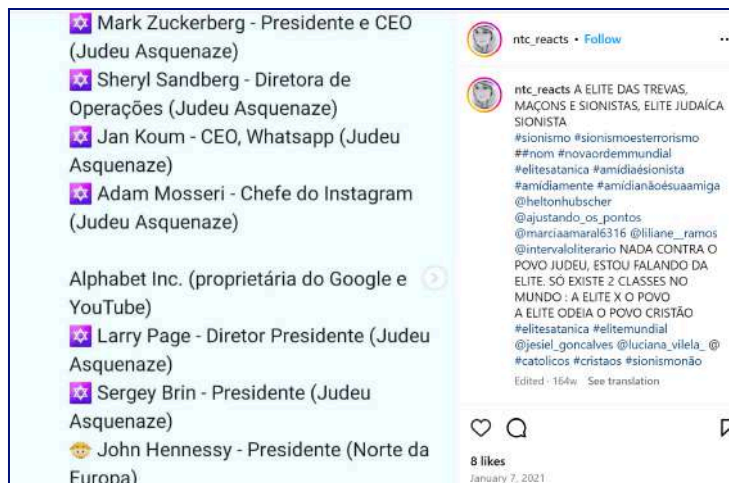 Mark Zuckerberg - Presidente e CEO
(Judeu Asquenaze)
Sheryl Sandberg - Diretora de
Operações (Judeu Asquenaze)
Jan Koum - CEO, Whatsapp (Judeu
Asquenaze)
Adam Mosseri - Chefe do Instagram
(Judeu Asquenaze)
Alphabet Inc. (proprietária do Google e
YouTube)
Larry Page - Diretor Presidente (Judeu
Asquenaze)
Sergey Brin - Presidente (Judeu
Asquenaze)
John Hennessy - Presidente (Norte da
Europa)
ntc_reacts • Follow
ntc_reacts A ELITE DAS TREVAS,
MAÇONS E SIONISTAS, ELITE JUDAÍCA
SIONISTA
#sionismo #sionismoesterrorismo
##nom #novaordemmundial
#elitesatanica #amídiaésionista
#amídiamente #amídianãoésuaamiga
@heltonhubscher
@ajustando_os_pontos
@marciaamaral6316 @liliane__ramos
@intervaloliterario NADA CONTRA O
POVO JUDEU, ESTOU FALANDO DA
ELITE. SÓ EXISTE 2 CLASSES NO
MUNDO : A ELITE X O POVO
A ELITE ODEIA O POVO CRISTÃO
#elitesatanica #elitemundial
@jesiel_goncalves @luciana_vilela_ @
#catolicos #cristaos #sionismonão
Edited · 164w See translation
8 likes
January 7, 2021